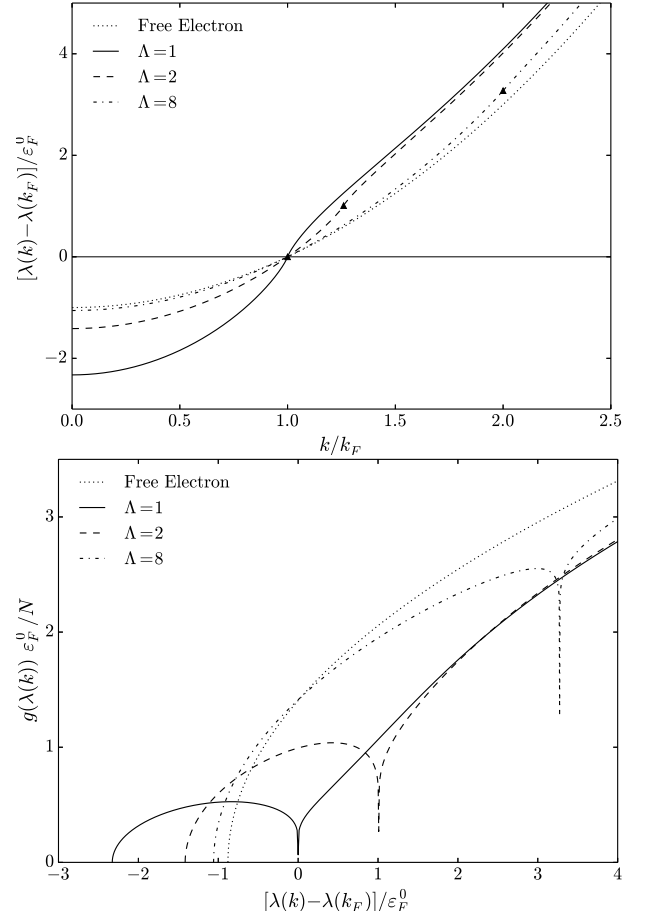 Free Electron
Λ=1
Λ=2
Λ=8
4
2
0
−2
[λ(k)−λ(k_F)]/ε_F^0
0.0 0.5 1.0 1.5 2.0 2.5
k/k_F
Free Electron
Λ=1
Λ=2
Λ=8
3
2
1
0
g(λ(k)) ε_F^0/N
−3 −2 −1 0 1 2 3 4
[λ(k)−λ(k_F)]/ε_F^0